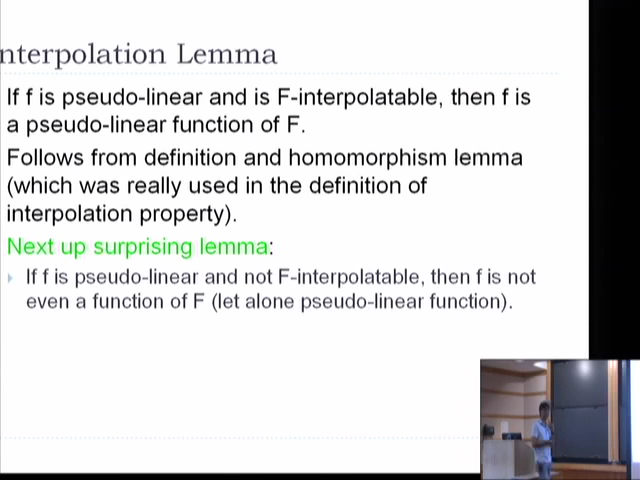 nterpolation Lemma
If f is pseudo-linear and is F-interpolatable, then f is
a pseudo-linear function of F.
Follows from definition and homomorphism lemma
(which was really used in the definition of
interpolation property).
Next up surprising lemma:
If f is pseudo-linear and not F-interpolatable, then f is not
even a function of F (let alone pseudo-linear function).